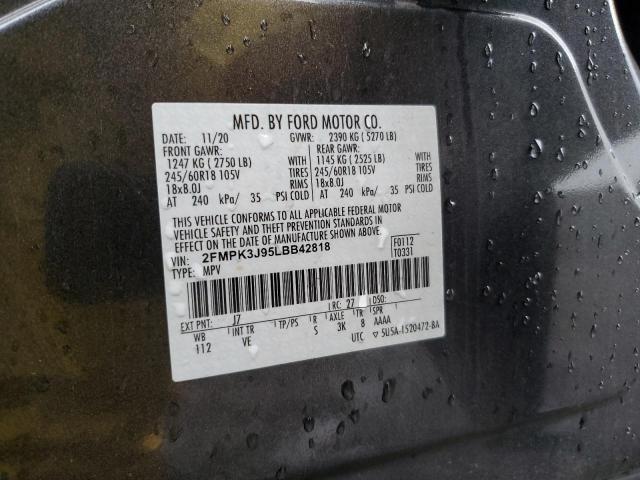 MFD. BY FORD MOTOR CO.
DATE: 11/20 GVWR: 2390 KG ( 5270 LB)
FRONT GAWR: REAR GAWR:
1247 KG ( 2750 LB) WITH 1145 KG ( 2525 LB) WITH
245/60R18 105V TIRES 245/60R18 105V TIRES
18x8.0J RIMS 18x8.0J RIMS
AT 240 kPa/ 35 PSI COLD AT 240 kPa/ 35 PSI COLD
THIS VEHICLE CONFORMS TO ALL APPLICABLE FEDERAL MOTOR
VEHICLE SAFETY AND THEFT PREVENTION STANDARDS IN
EFFECT ON THE DATE OF MANUFACTURE SHOWN ABOVE.
VIN: 2FMPK3J95LBB42818 F0112
TYPE: MPV T0331
EXT PNT: J7 RC: 27 DSO:
WB INT TR TP/PS R AXLE TR SPR
112 VE S 3K 8 AAAA
UTC ▽ 5U5A-1520472-BA